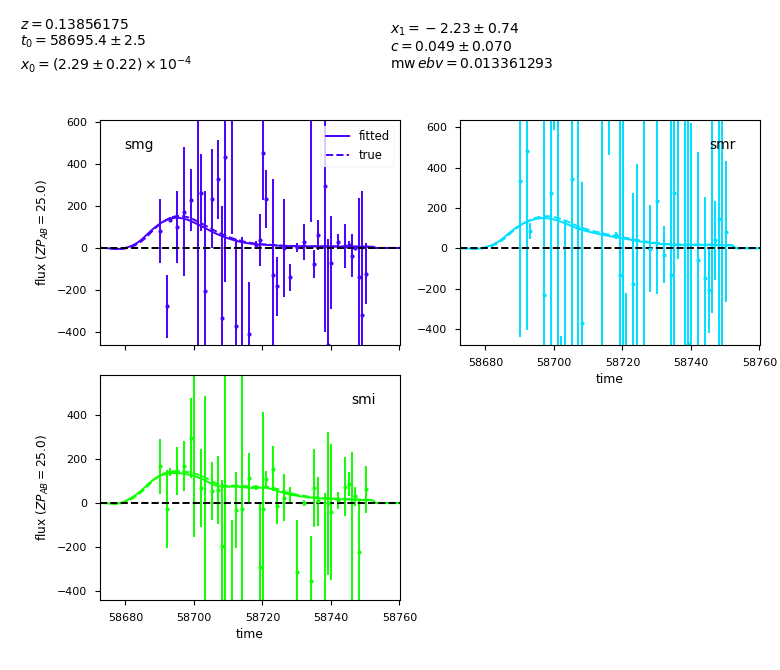 z = 0.13856175
t₀ = 58695.4 ± 2.5
x₀ = (2.29 ± 0.22) × 10⁻⁴
x₁ = −2.23 ± 0.74
c = 0.049 ± 0.070
mw ebv = 0.013361293
smg
fitted
true
600
400
200
0
−200
−400
flux (ZP_AB = 25.0)
smr
600
400
200
0
−200
−400
58680 58700 58720 58740 58760
time
smi
400
200
0
−200
−400
flux (ZP_AB = 25.0)
58680 58700 58720 58740 58760
time